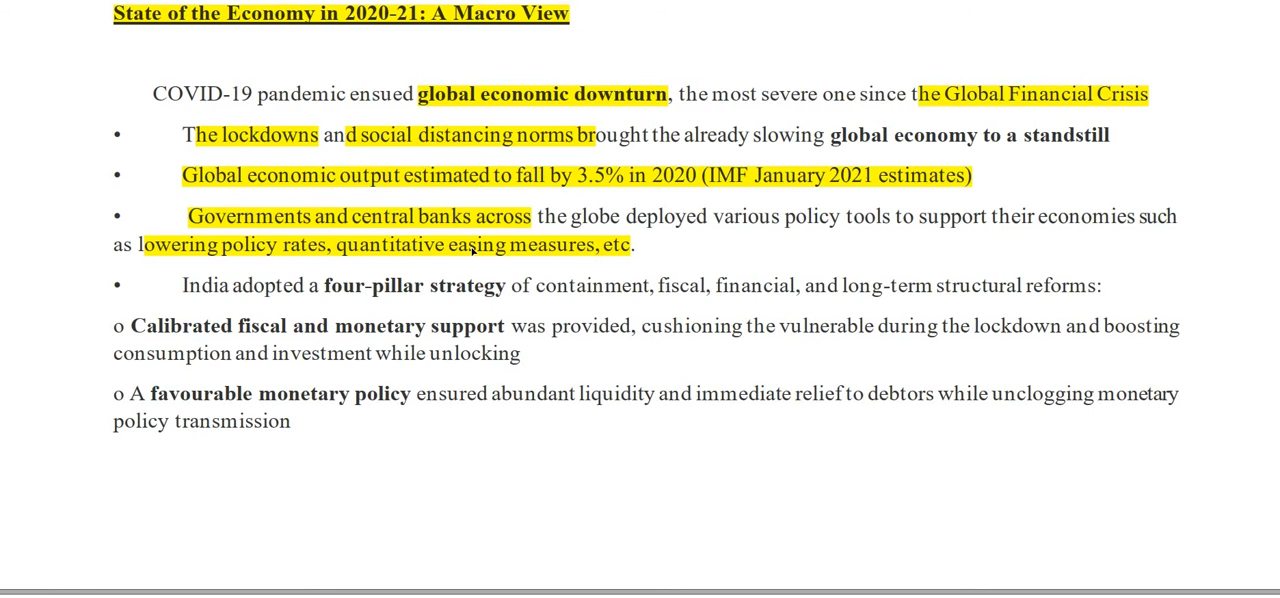 State of the Economy in 2020-21: A Macro View
COVID-19 pandemic ensued global economic downturn, the most severe one since the Global Financial Crisis
• The lockdowns and social distancing norms brought the already slowing global economy to a standstill
• Global economic output estimated to fall by 3.5% in 2020 (IMF January 2021 estimates)
• Governments and central banks across the globe deployed various policy tools to support their economies such
as lowering policy rates, quantitative easing measures, etc.
• India adopted a four-pillar strategy of containment, fiscal, financial, and long-term structural reforms:
o Calibrated fiscal and monetary support was provided, cushioning the vulnerable during the lockdown and boosting
consumption and investment while unlocking
o A favourable monetary policy ensured abundant liquidity and immediate relief to debtors while unclogging monetary
policy transmission